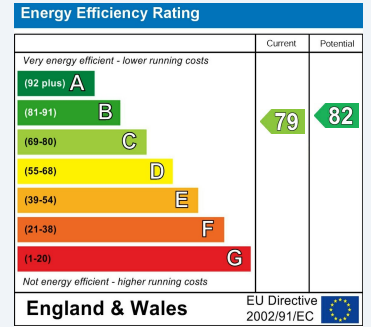 Energy Efficiency Rating
Current Potential
Very energy efficient - lower running costs
(92 plus) A
(81-91) B
(69-80) C
79
82
(55-68) D
(39-54) E
(21-38) F
(1-20) G
Not energy efficient - higher running costs
England & Wales
EU Directive
2002/91/EC